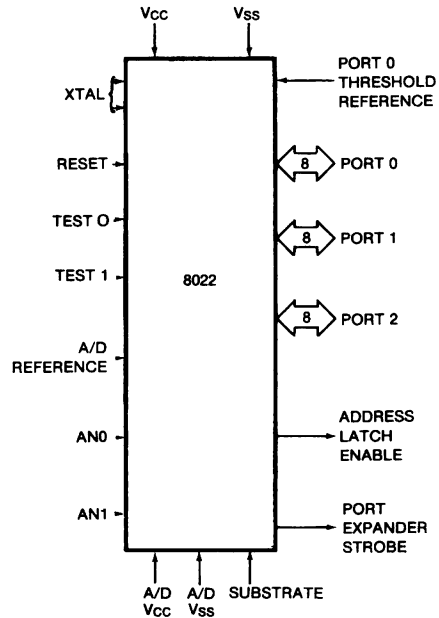 VCC
VSS
XTAL
PORT 0
THRESHOLD
REFERENCE
RESET
8
PORT 0
TEST O
8
PORT 1
TEST 1
8022
8
PORT 2
A/D
REFERENCE
AN0
ADDRESS
LATCH
ENABLE
AN1
PORT
EXPANDER
STROBE
A/D
VCC
A/D
VSS
SUBSTRATE